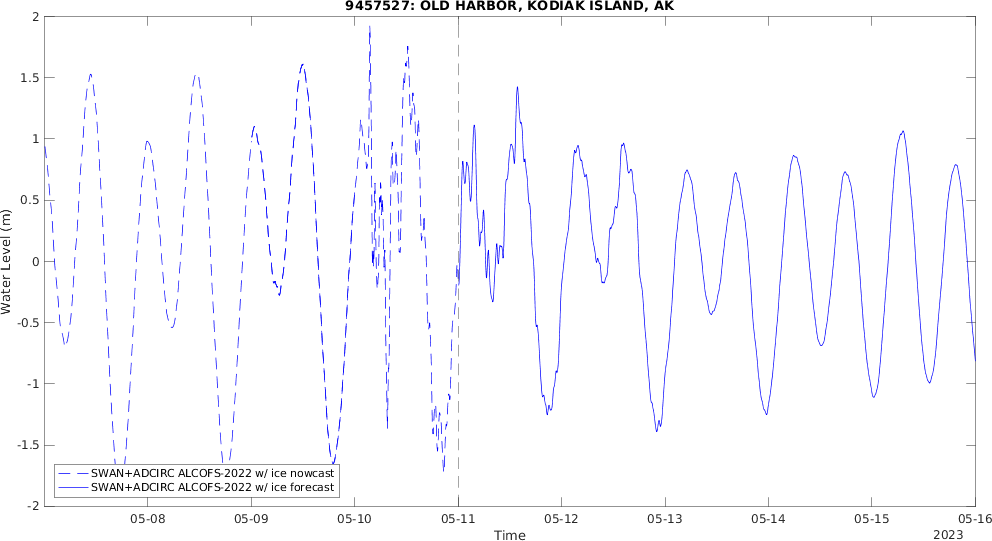 9457527: OLD HARBOR, KODIAK ISLAND, AK
2
1.5
1
0.5
0
-0.5
-1
-1.5
-2
Water Level (m)
SWAN+ADCIRC ALCOFS-2022 w/ ice nowcast
SWAN+ADCIRC ALCOFS-2022 w/ ice forecast
05-08 05-09 05-10 05-11 05-12 05-13 05-14 05-15 05-16
Time
2023